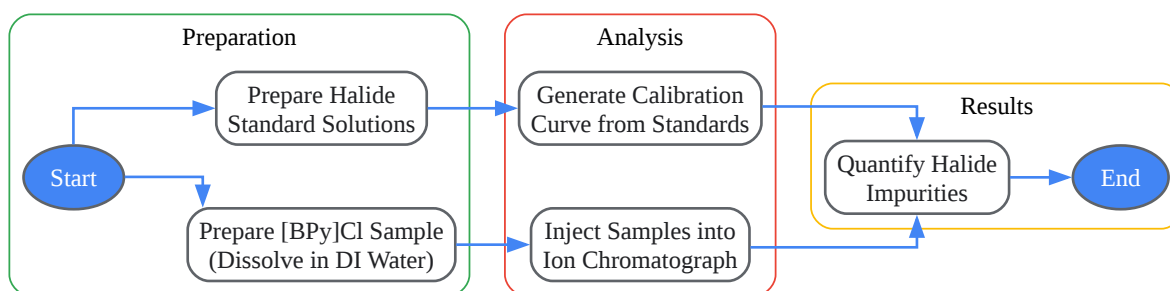 Preparation
Analysis
Results
Start
Prepare Halide
Standard Solutions
Prepare [BPy]Cl Sample
(Dissolve in DI Water)
Generate Calibration
Curve from Standards
Inject Samples into
Ion Chromatograph
Quantify Halide
Impurities
End